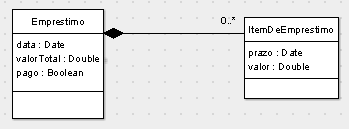 Emprestimo
data : Date
valorTotal : Double
pago : Boolean
0..*
ItemDeEmprestimo
prazo : Date
valor : Double